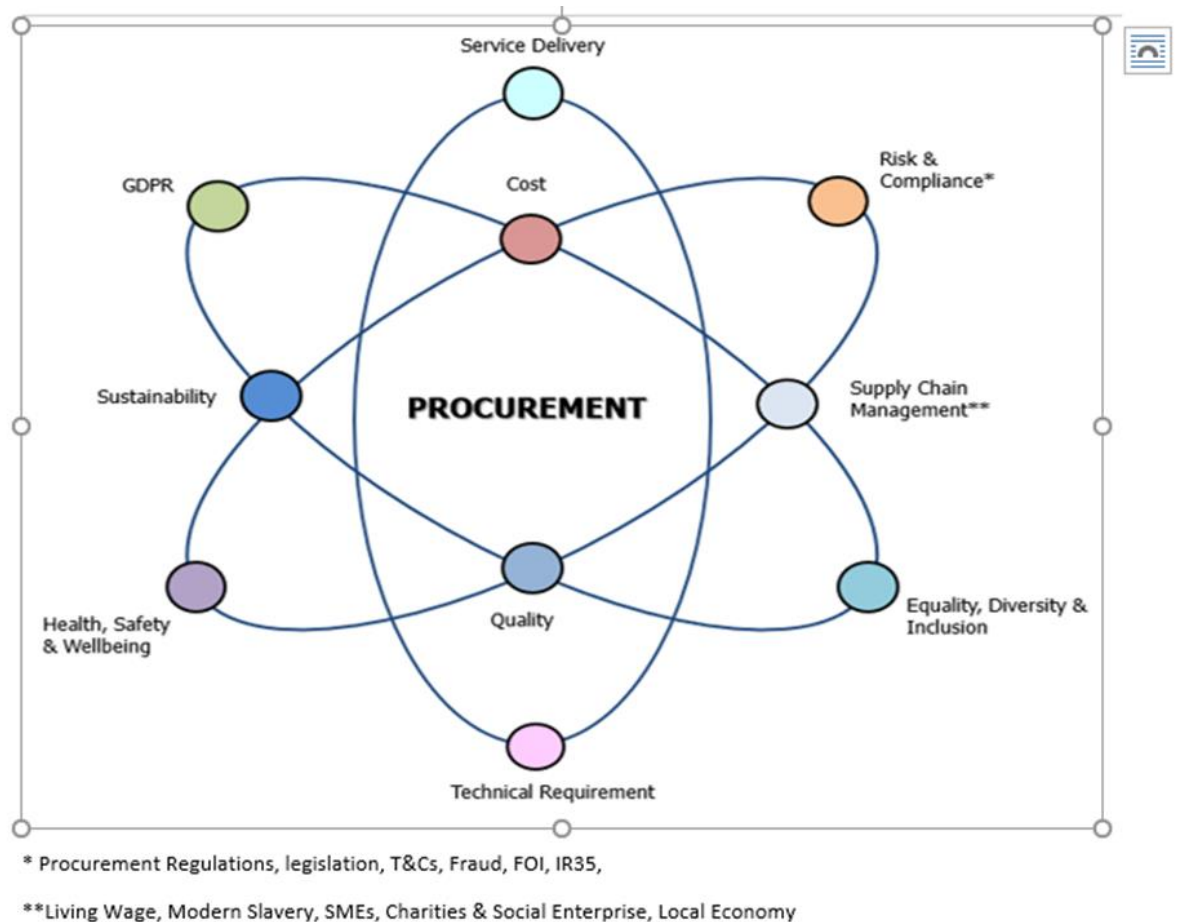 Service Delivery
GDPR
Cost
Risk &
Compliance*
Sustainability
PROCUREMENT
Supply Chain
Management**
Health, Safety
& Wellbeing
Quality
Equality, Diversity &
Inclusion
Technical Requirement
* Procurement Regulations, legislation, T&Cs, Fraud, FOI, IR35,
**Living Wage, Modern Slavery, SMEs, Charities & Social Enterprise, Local Economy